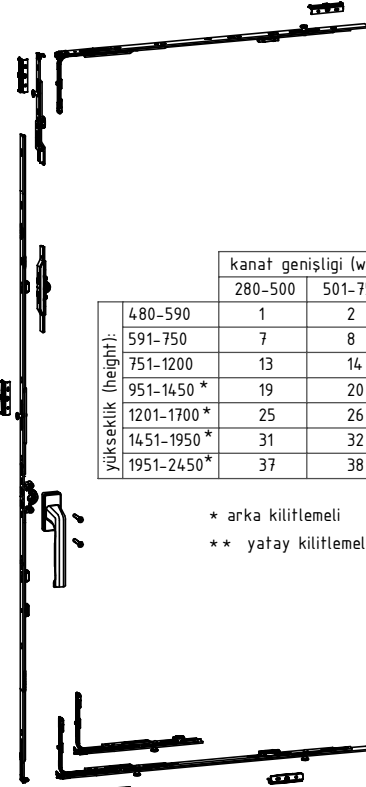 kanat genişligi (w
280-500 501-7
yükseklik (height):
480-590 1 2
591-750 7 8
751-1200 13 14
951-1450 * 19 20
1201-1700 * 25 26
1451-1950 * 31 32
1951-2450* 37 38
* arka kilitlemeli
** yatay kilitlemel